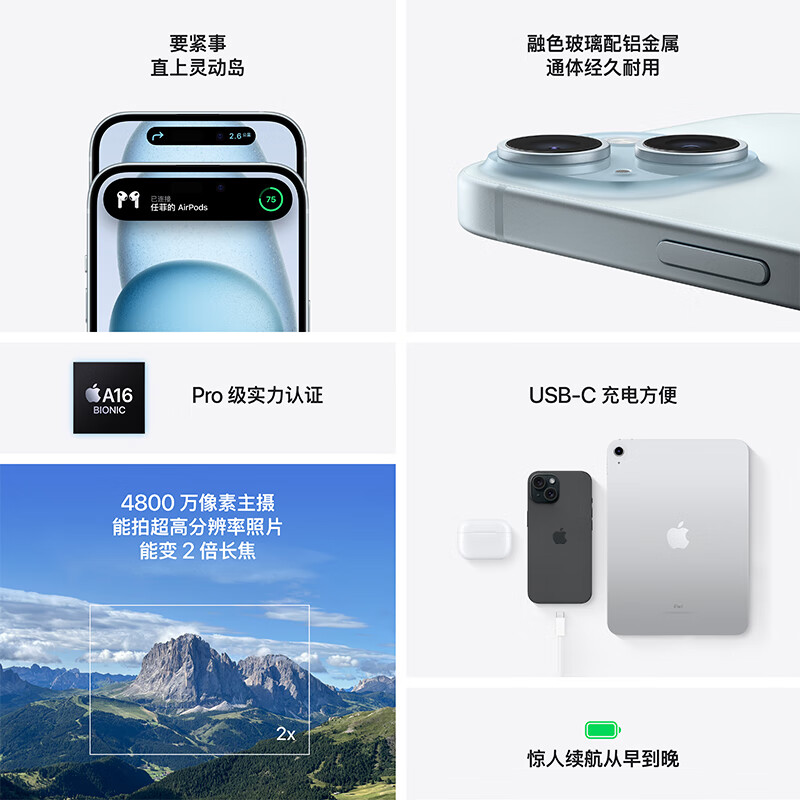 要紧事
直上灵动岛
2.6 公里
已连接
任菲的 AirPods
75
融色玻璃配铝金属
通体经久耐用
A16
BIONIC
Pro 级实力认证
4800 万像素主摄
能拍超高分辨率照片
能变 2 倍长焦
2x
USB-C 充电方便
iPad
惊人续航从早到晚